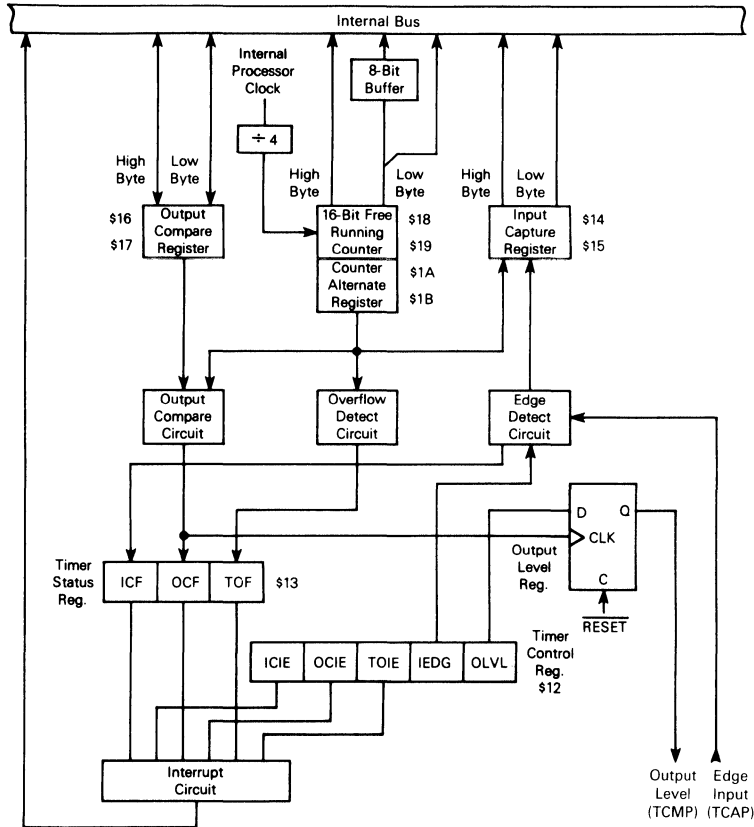 Internal Bus
Internal
Processor
Clock
8-Bit
Buffer
÷ 4
High
Byte
Low
Byte
High
Byte
Low
Byte
High
Byte
Low
Byte
$16
$17
Output
Compare
Register
16-Bit Free
Running
Counter
$18
$19
Counter
Alternate
Register
$1A
$1B
Input
Capture
Register
$14
$15
Output
Compare
Circuit
Overflow
Detect
Circuit
Edge
Detect
Circuit
D Q
CLK
C
Output
Level
Reg.
RESET
Timer
Status
Reg.
ICF OCF TOF $13
ICIE OCIE TOIE IEDG OLVL
Timer
Control
Reg.
$12
Interrupt
Circuit
Output
Level
(TCMP)
Edge
Input
(TCAP)